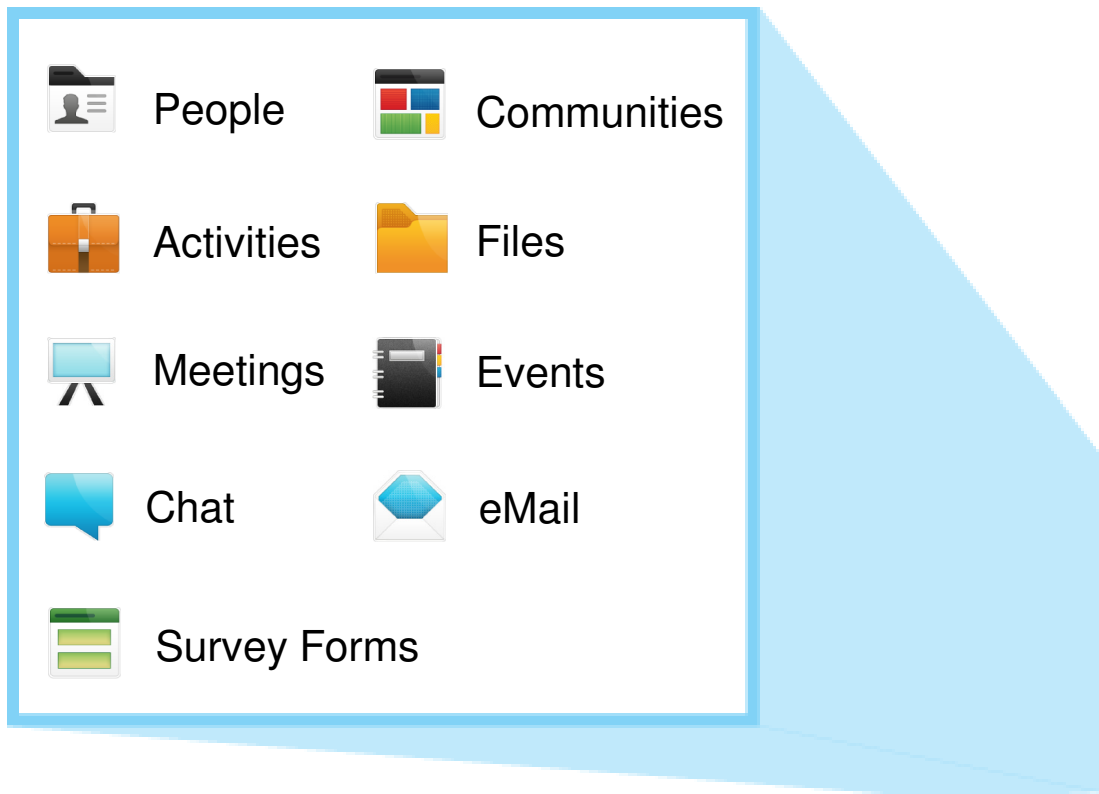 People
Communities
Activities
Files
Meetings
Events
Chat
eMail
Survey Forms